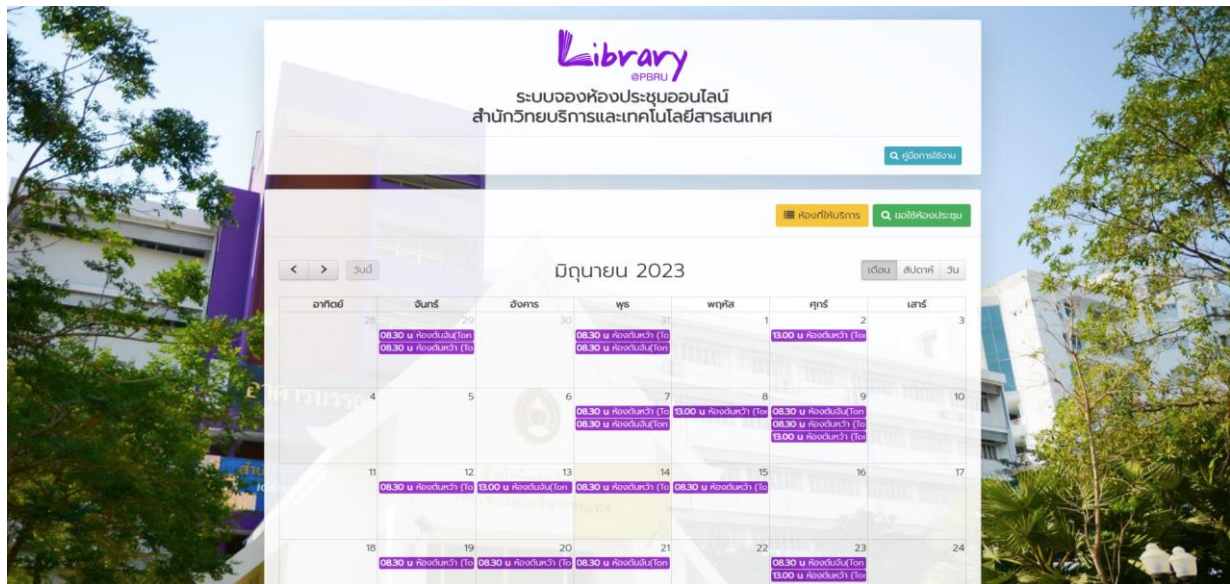 Library
@PBRU
ระบบจองห้องประชุมออนไลน์
สำนักวิทยบริการและเทคโนโลยีสารสนเทศ
คู่มือการใช้งาน
ห้องที่ให้บริการ ขอใช้ห้องประชุม
วันนี้ มิถุนายน 2023 เดือน สัปดาห์ วัน
อาทิตย์ จันทร์ อังคาร พุธ พฤหัส ศุกร์ เสาร์
28 29 30 31 1 2 3
08.30 น ห้องต้นจัน(Ton 08.30 น ห้องต้นหว้า (To 13.00 น ห้องต้นหว้า (Ton
08.30 น ห้องต้นหว้า (To 08.30 น ห้องต้นจัน(Ton
4 5 6 7 8 9 10
08.30 น ห้องต้นหว้า (To 13.00 น ห้องต้นหว้า (Ton 08.30 น ห้องต้นจัน(Ton
08.30 น ห้องต้นจัน(Ton 08.30 น ห้องต้นหว้า (To
13.00 น ห้องต้นหว้า (Ton
11 12 13 14 15 16 17
08.30 น ห้องต้นหว้า (To 13.00 น ห้องต้นจัน(Ton 08.30 น ห้องต้นหว้า (To 08.30 น ห้องต้นหว้า (To
18 19 20 21 22 23 24
08.30 น ห้องต้นหว้า (To 08.30 น ห้องต้นหว้า (To 08.30 น ห้องต้นจัน(Ton 08.30 น ห้องต้นจัน(Ton
13.00 น ห้องต้นหว้า (Ton